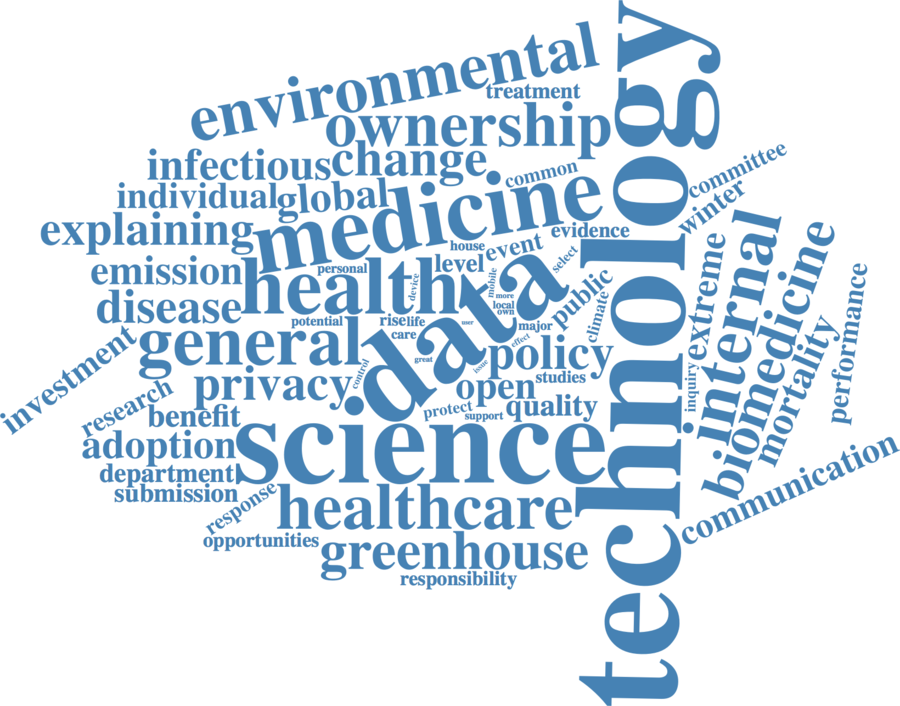 environmental
treatment
ownership
technology
infectious
change
common
committee
individual
global
medicine
winter
explaining
house
event
evidence
emission
personal
health
level
select
device
mobile
data
public
extreme
internal
biomedicine
performance
disease
more
local
own
climate
potential
rise
life
user
major
general
care
effect
mortality
investment
great
issue
policy
control
privacy
open
studies
inquiry
research
benefit
protect
support
quality
adoption
science
department
communication
submission
response
healthcare
opportunities
greenhouse
responsibility